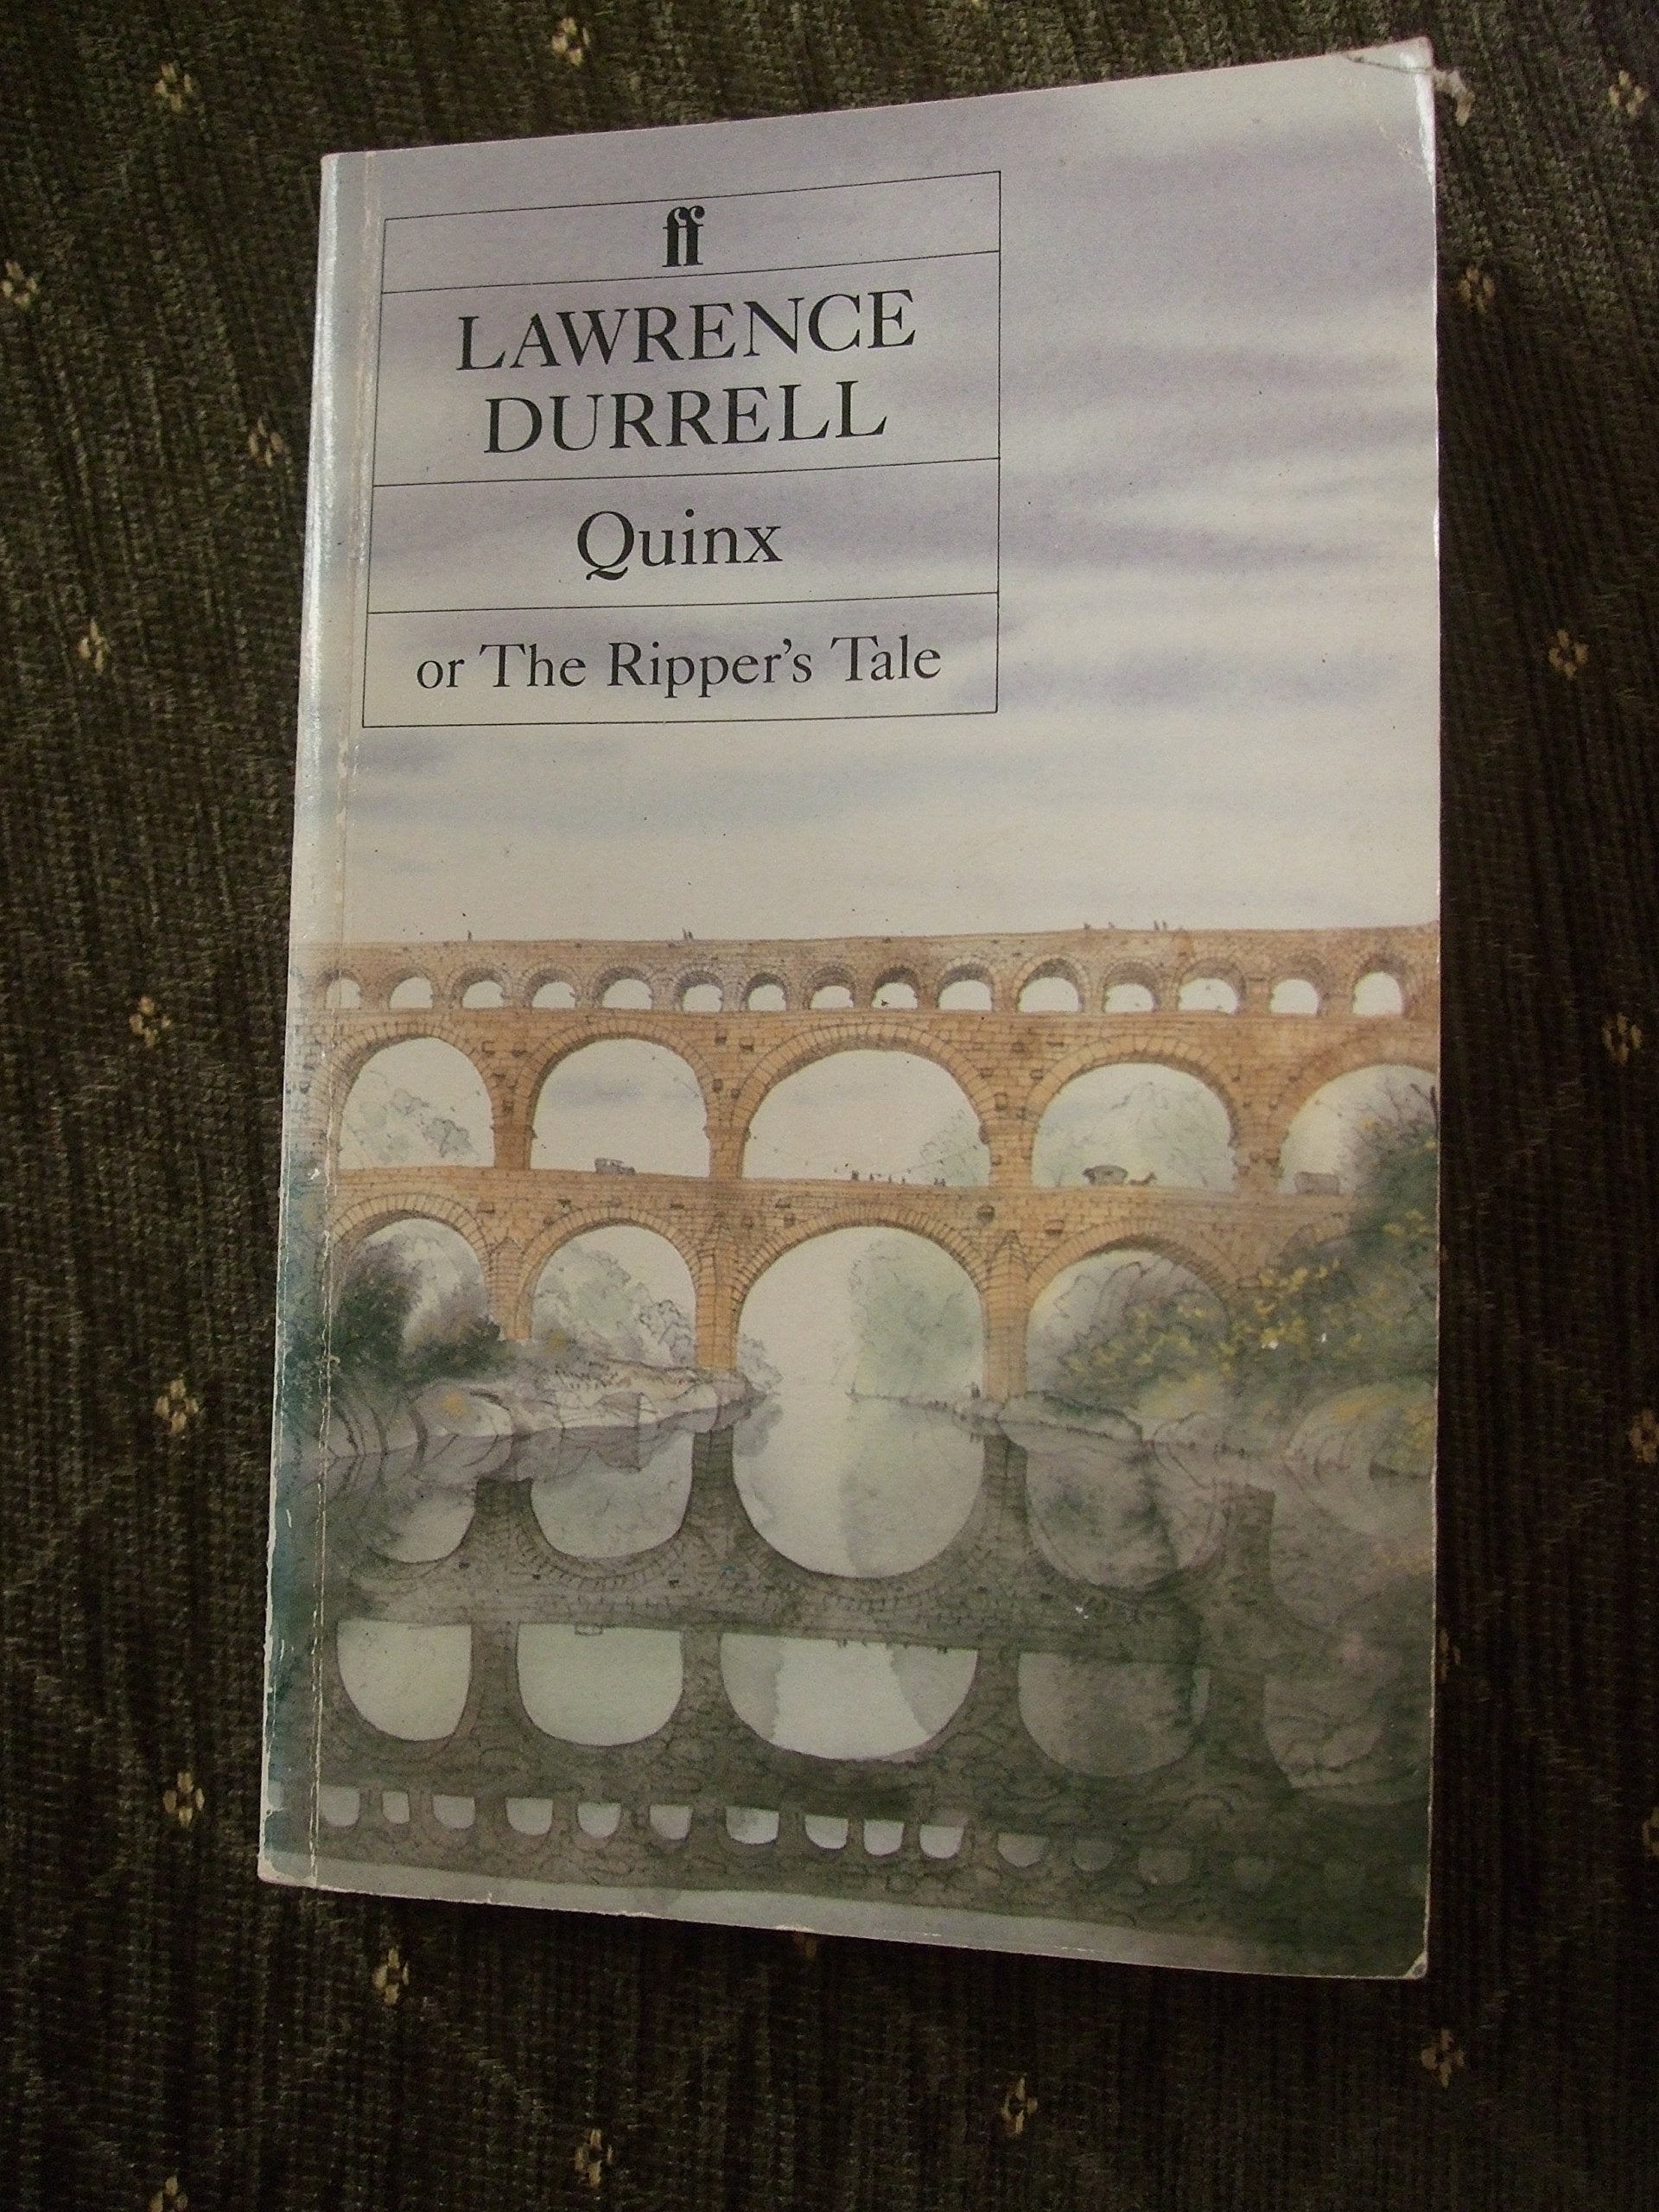 ff
LAWRENCE
DURRELL
Quinx
or The Ripper's Tale